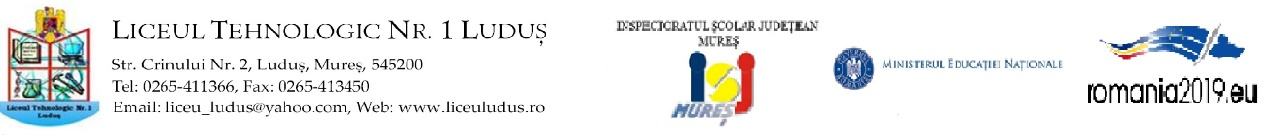 LICEUL TEHNOLOGIC NR. 1 LUDUȘ
Str. Crinului Nr. 2, Luduș, Mureș, 545200
Tel: 0265-411366, Fax: 0265-413450
Email: liceu_ludus@yahoo.com, Web: www.liceuludus.ro
Liceul Tehnologic Nr. 1
Luduș
INSPECTORATUL ȘCOLAR JUDEȚEAN
MUREȘ
ISJ
MUREȘ
MINISTERUL EDUCAȚIEI NAȚIONALE
romania2019.eu